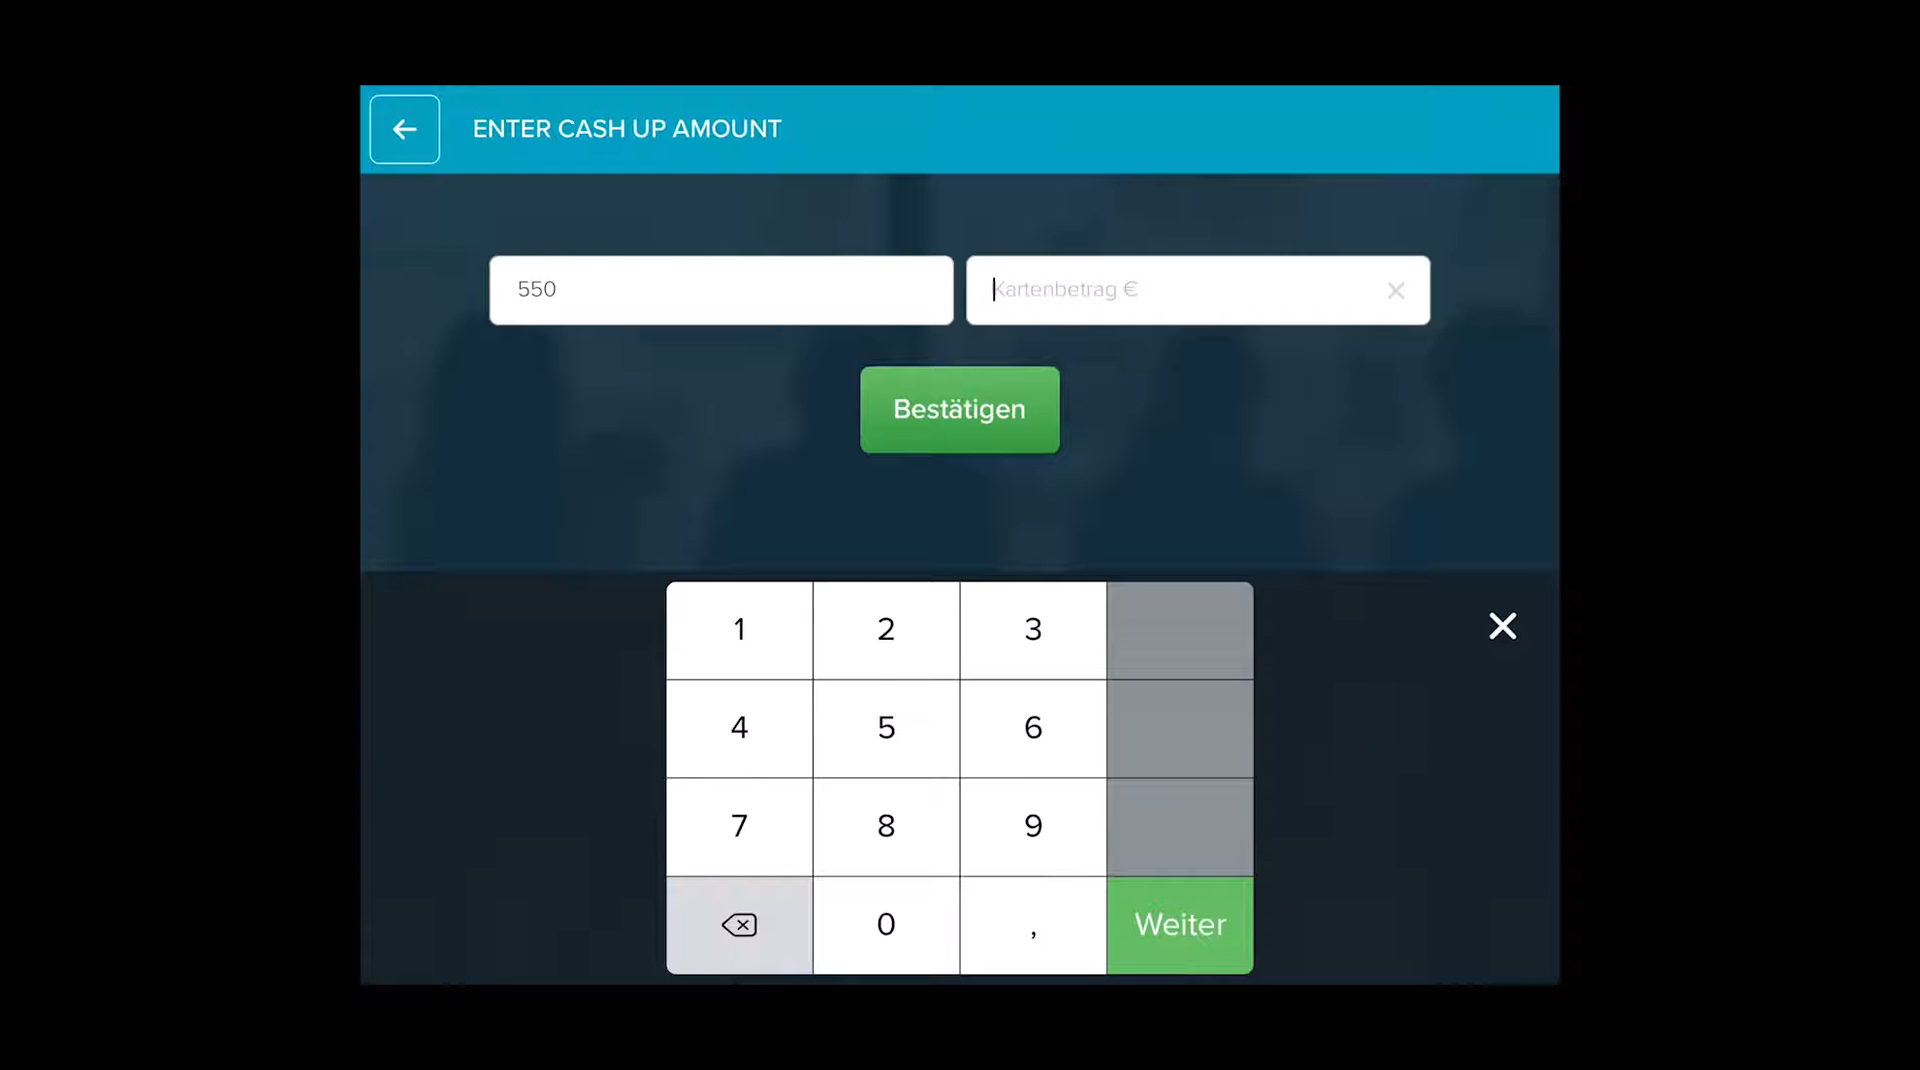 ENTER CASH UP AMOUNT
550
Kartenbetrag €
Bestätigen
1 2 3
4 5 6
7 8 9
0 , Weiter